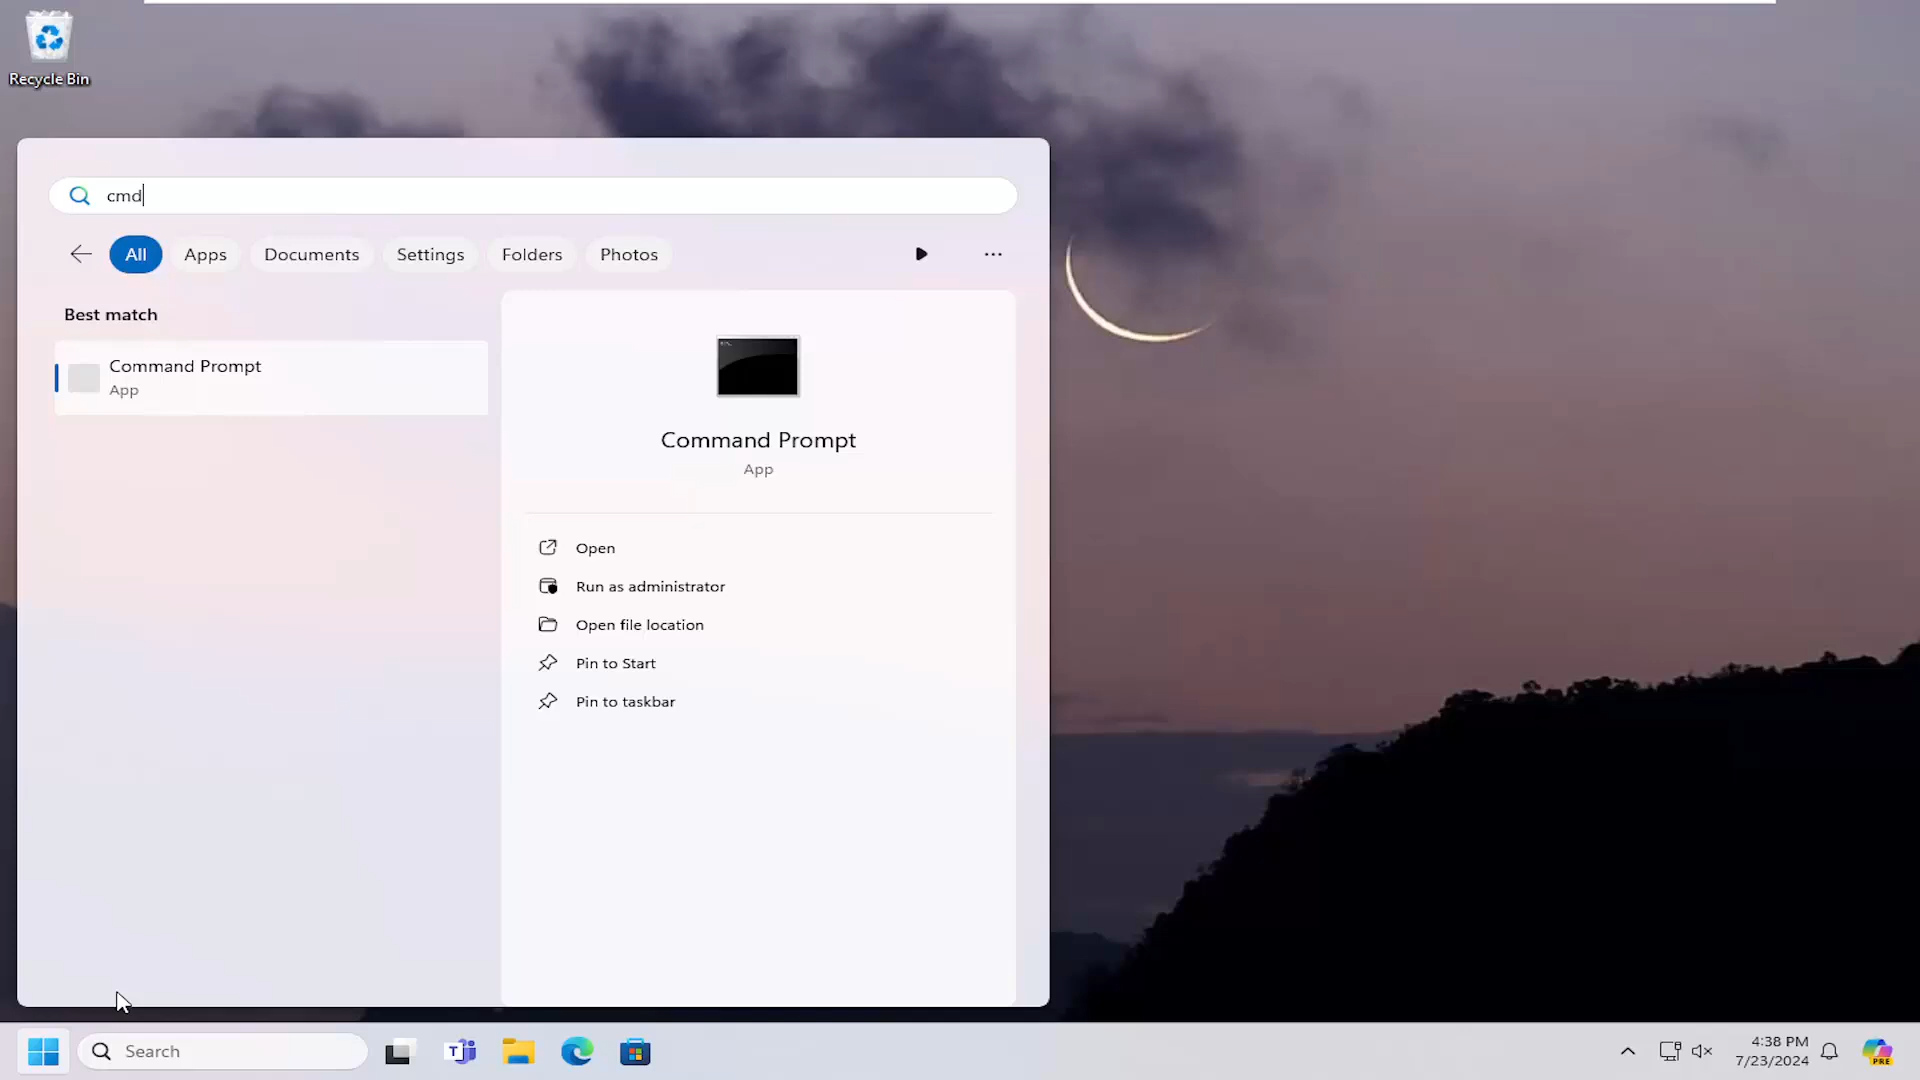 Recycle Bin
cmd
All
Apps
Documents
Settings
Folders
Photos
Best match
Command Prompt
App
Command Prompt
App
Open
Run as administrator
Open file location
Pin to Start
Pin to taskbar
Search
4:38 PM
7/23/2024
PRE